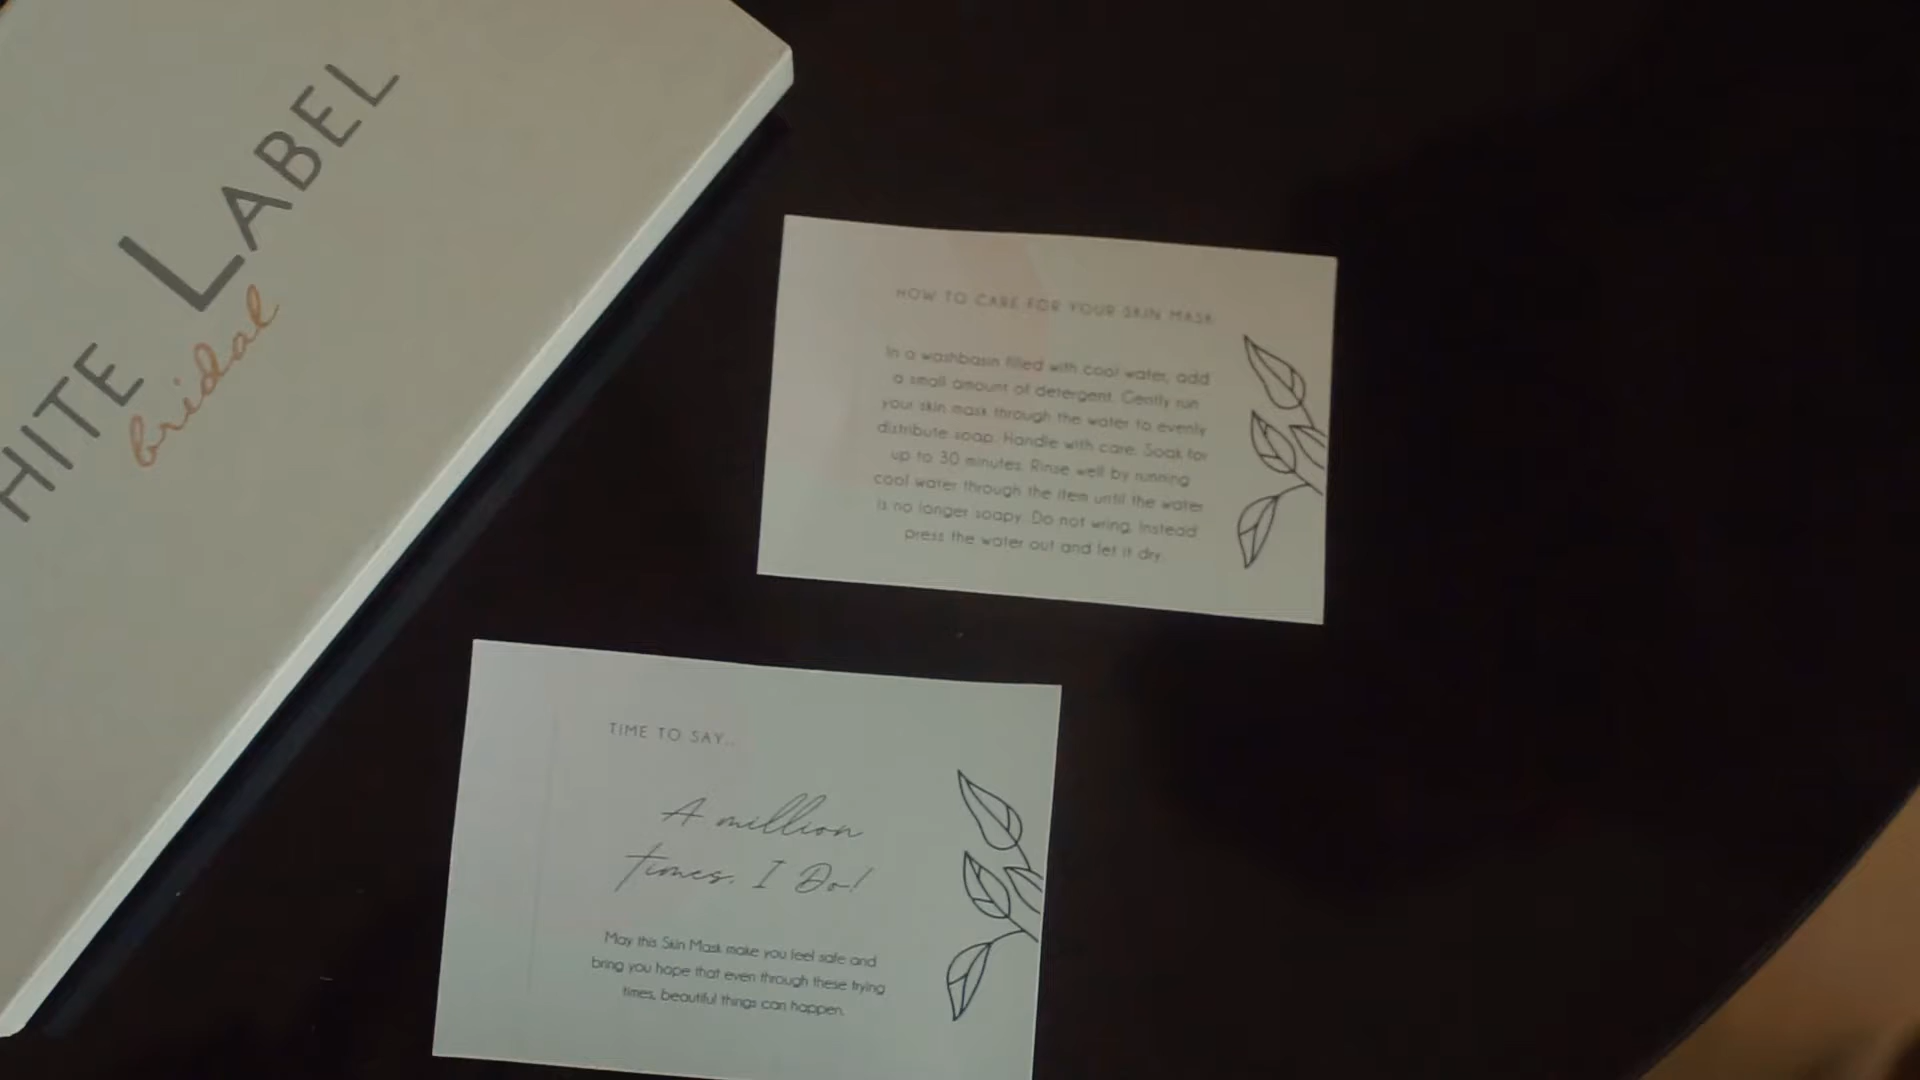 HITE LABEL
bridal
HOW TO CARE FOR YOUR SKIN MASK
In a washbasin filled with cool water, add
a small amount of detergent. Gently run
your skin mask through the water to evenly
distribute soap. Handle with care. Soak for
up to 30 minutes. Rinse well by running
cool water through the item until the water
is no longer soapy. Do not wring. Instead
press the water out and let it dry.
TIME TO SAY...
A million
times, I Do!
May this Skin Mask make you feel safe and
bring you hope that even through these trying
times, beautiful things can happen.